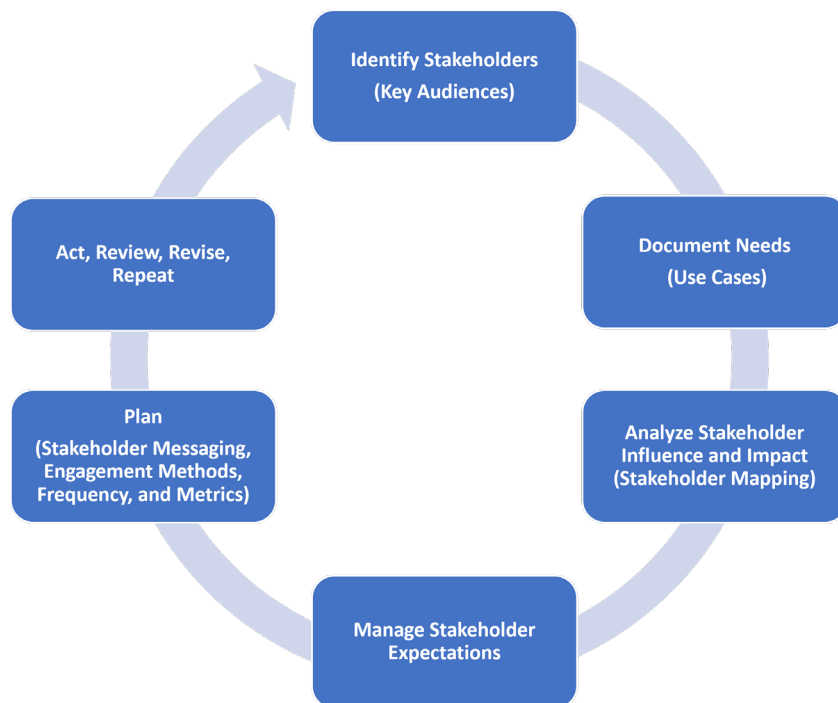 Identify Stakeholders
(Key Audiences)
Document Needs
(Use Cases)
Analyze Stakeholder
Influence and Impact
(Stakeholder Mapping)
Manage Stakeholder
Expectations
Plan
(Stakeholder Messaging,
Engagement Methods,
Frequency, and Metrics)
Act, Review, Revise,
Repeat